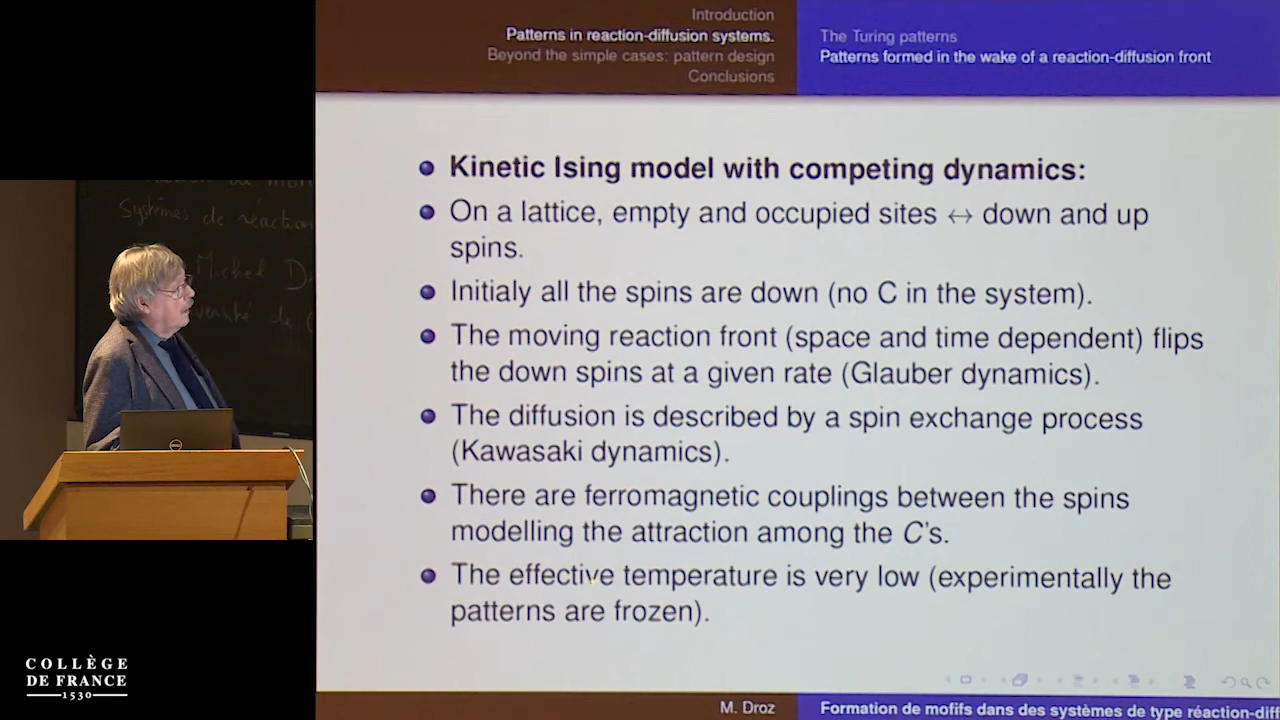 Introduction
Patterns in reaction-diffusion systems.
Beyond the simple cases: pattern design
Conclusions
The Turing patterns
Patterns formed in the wake of a reaction-diffusion front
Kinetic Ising model with competing dynamics:
On a lattice, empty and occupied sites ↔ down and up
spins.
Initialy all the spins are down (no C in the system).
The moving reaction front (space and time dependent) flips
the down spins at a given rate (Glauber dynamics).
The diffusion is described by a spin exchange process
(Kawasaki dynamics).
There are ferromagnetic couplings between the spins
modelling the attraction among the C's.
The effective temperature is very low (experimentally the
patterns are frozen).
M. Droz
Formation de mofifs dans des systèmes de type réaction-diff
Systèmes de réaction
Michel D
DELL
COLLÈGE
DE FRANCE
1530